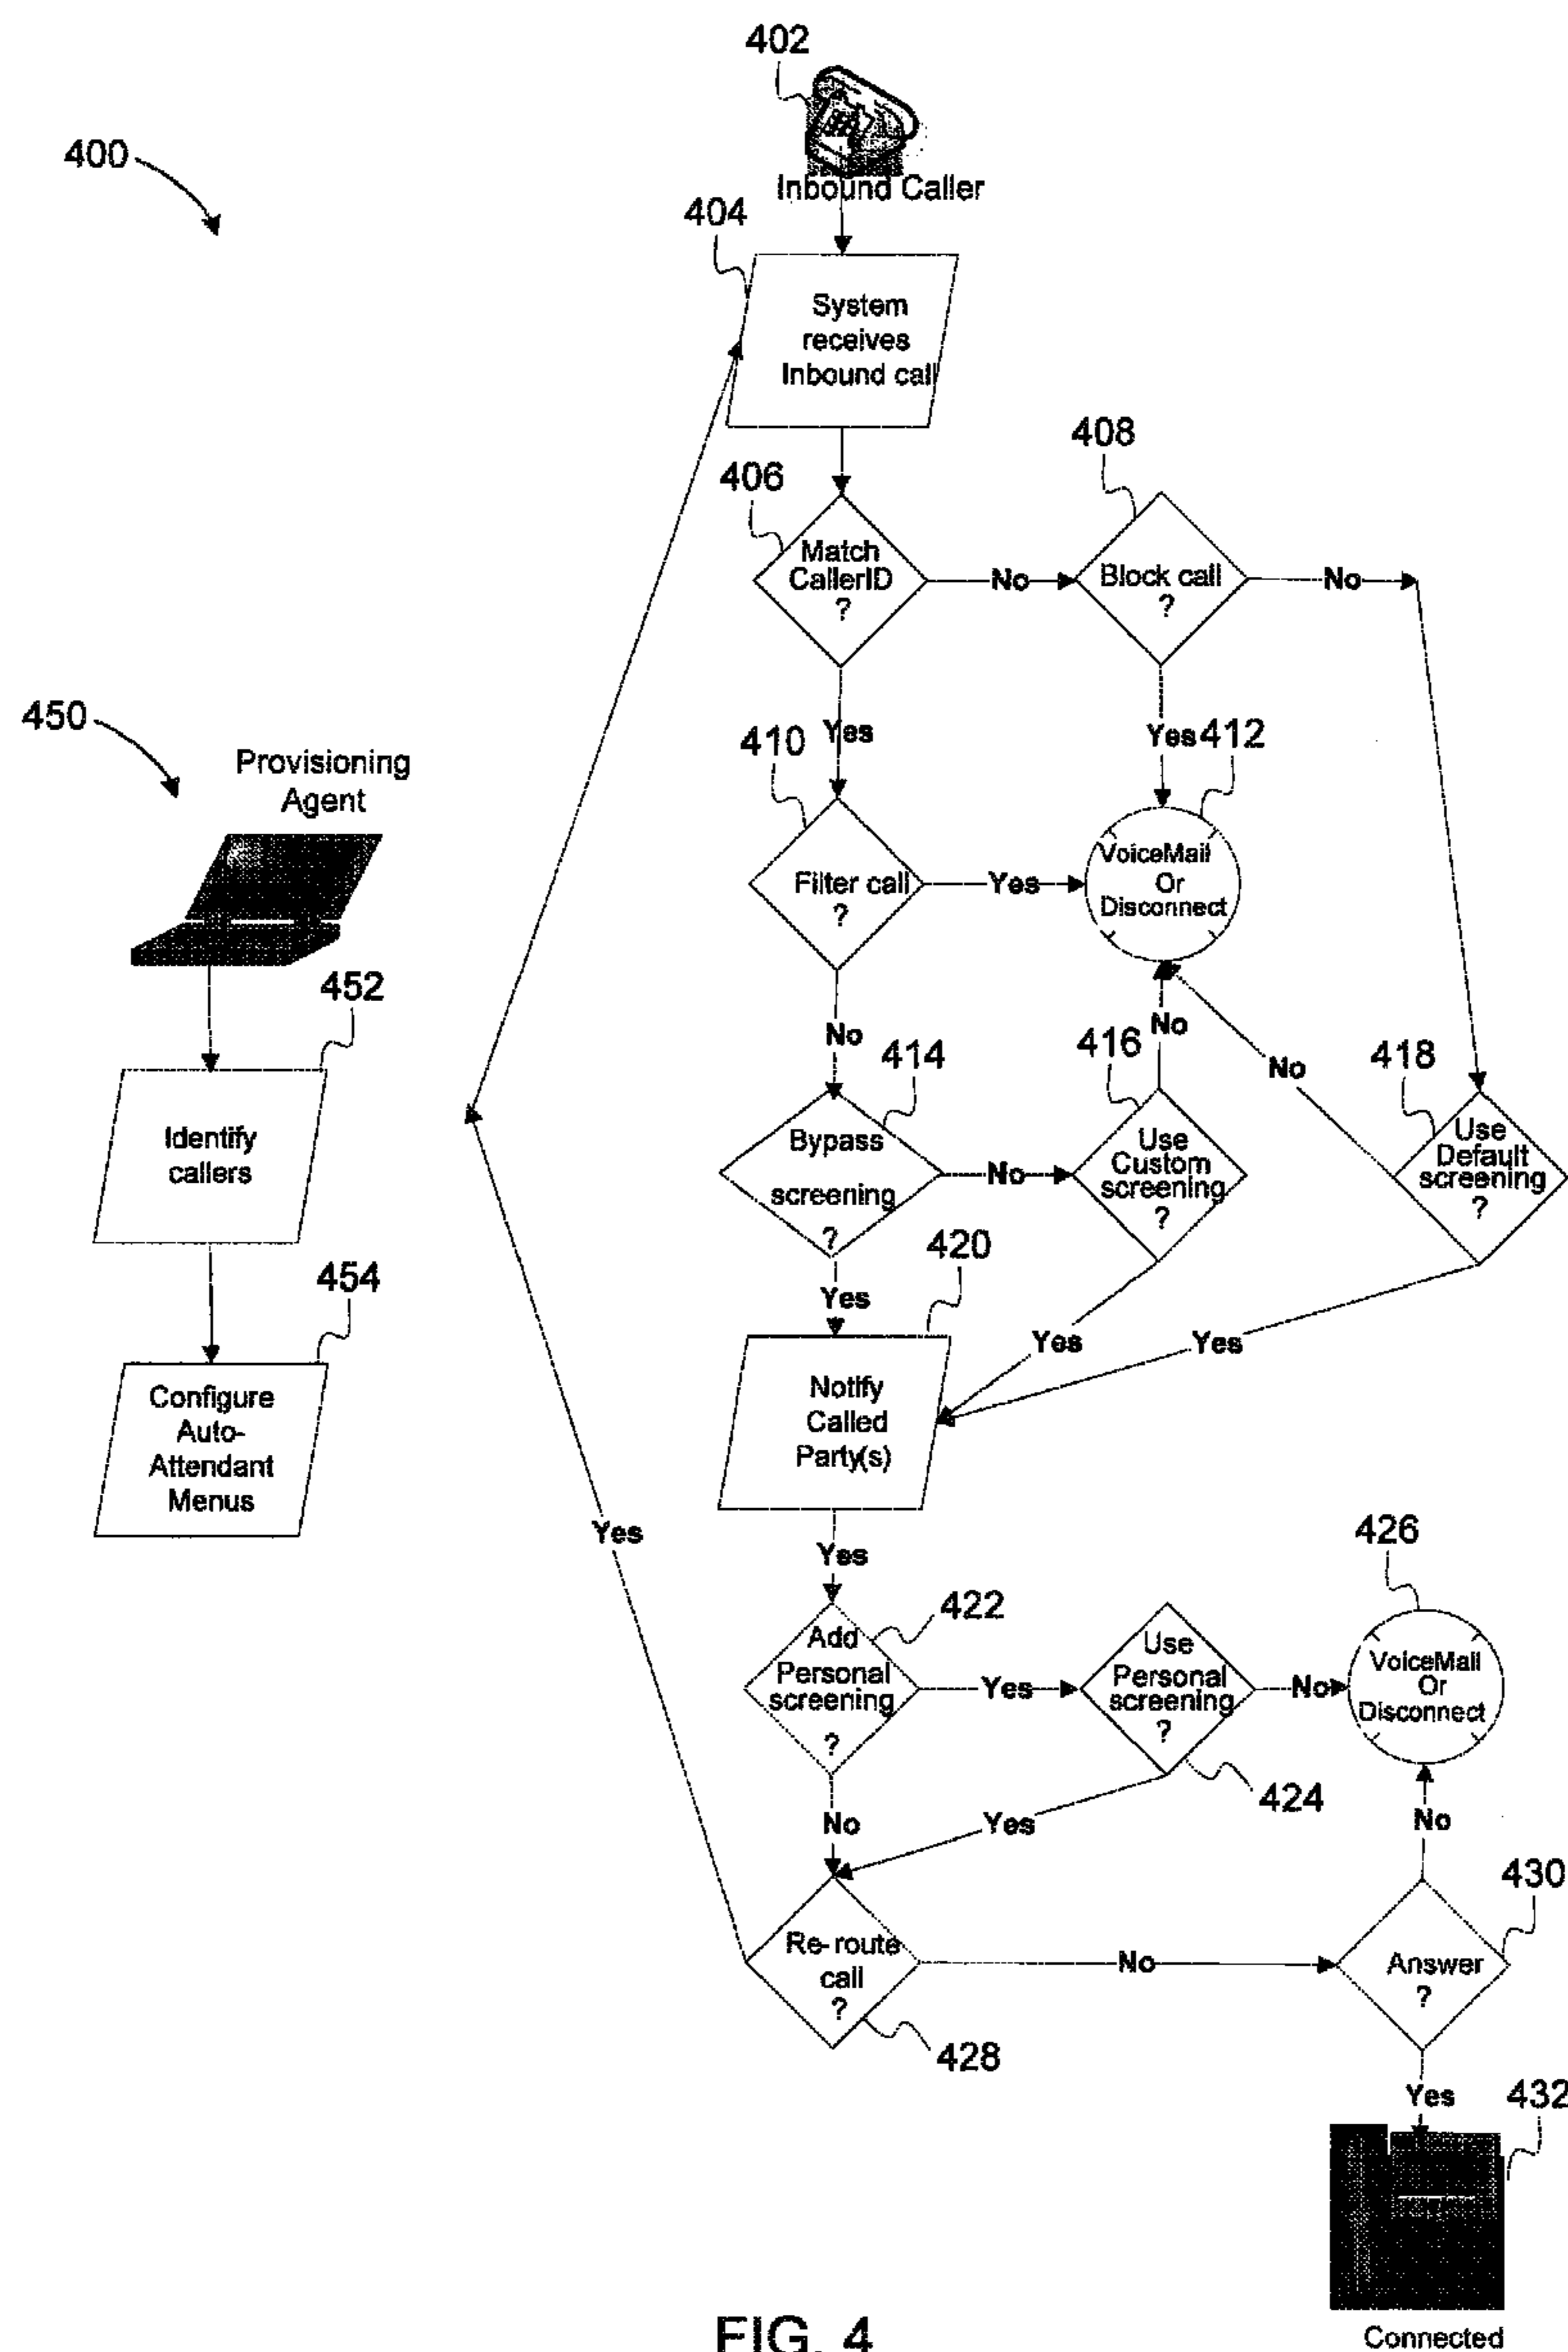 402
400
Inbound Caller
404
System
receives
Inbound call
408
406
Match
CallerID
?
No
Block call
?
No
450
Provisioning
Agent
Yes
410
Yes
412
Filter call
?
Yes
VoiceMail
Or
Disconnect
452
No
414
416
No
No
418
Identify
callers
Bypass
screening
?
No
Use
Custom
screening
?
Use
Default
screening
?
420
454
Yes
Yes
Yes
Configure
Auto-
Attendant
Menus
Notify
Called
Party(s)
Yes
Yes
426
422
Add
Personal
screening
?
Yes
Use
Personal
screening
?
No
VoiceMail
Or
Disconnect
424
No
Yes
No
430
Re-route
call
?
No
Answer
?
428
Yes
432
FIG. 4
Connected